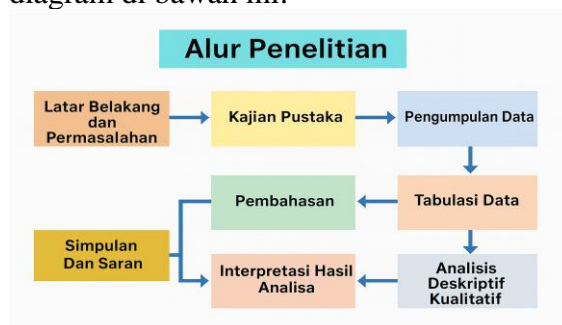 diagram di bawah ini.
Alur Penelitian
Latar Belakang
dan
Permasalahan
Kajian Pustaka
Pengumpulan Data
Pembahasan
Tabulasi Data
Simpulan
Dan Saran
Interpretasi Hasil
Analisa
Analisis
Deskriptif
Kualitatif